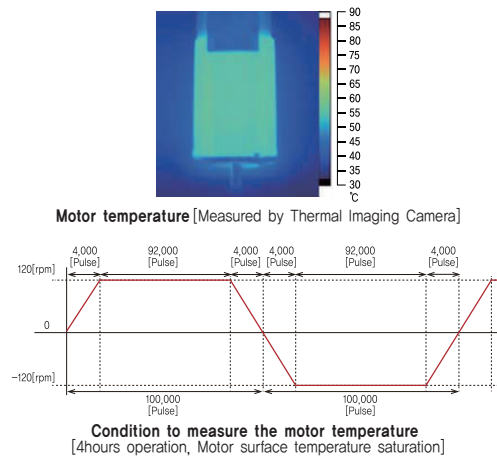 90
85
80
75
70
65
60
55
50
45
40
35
30
℃
Motor temperature [Measured by Thermal Imaging Camera]
4,000 92,000 4,000 4,000 92,000 4,000
[Pulse] [Pulse] [Pulse] [Pulse] [Pulse] [Pulse]
120[rpm]
0
-120[rpm]
100,000 100,000
[Pulse] [Pulse]
Condition to measure the motor temperature
[4hours operation, Motor surface temperature saturation]